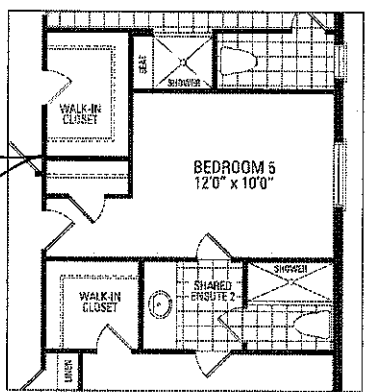 SEAT
SHOWER
WALK-IN
CLOSET
BEDROOM 5
12'0" x 10'0"
SHOWER
SHARED
ENSUITE 2
WALK-IN
CLOSET
LINEN